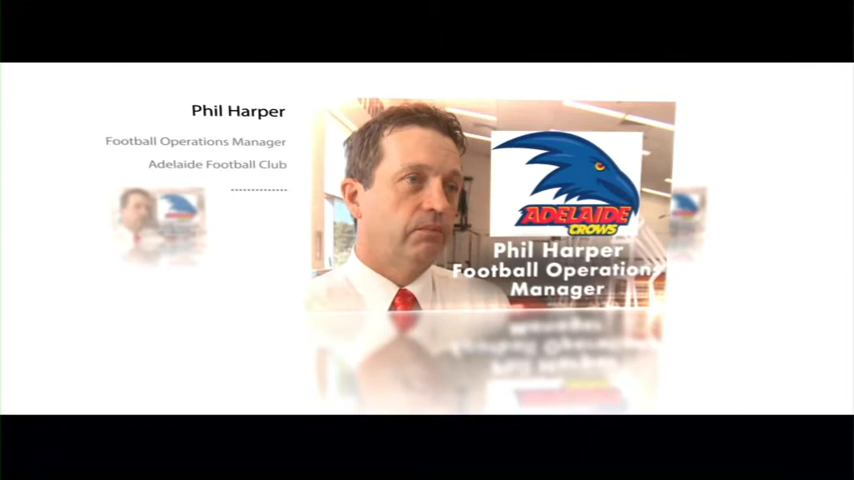 Phil Harper
Football Operations Manager
Adelaide Football Club
ADELAIDE
CROWS
Phil Harper
Football Operations
Manager